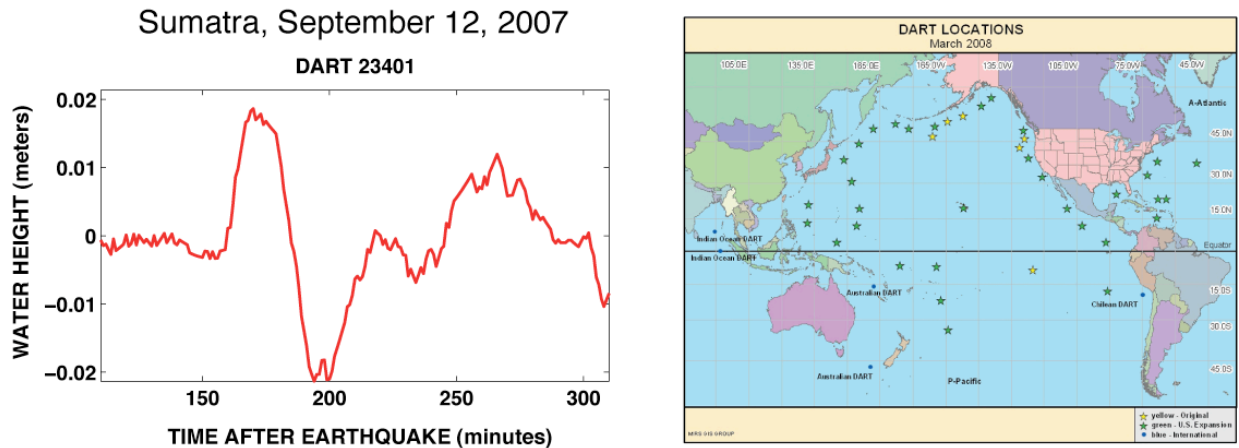 Sumatra, September 12, 2007
DART 23401
WATER HEIGHT (meters)
0.02
0.01
0
−0.01
−0.02
150
200
250
300
TIME AFTER EARTHQUAKE (minutes)
DART LOCATIONS
March 2008
105:0E
135:0E
165:0E
165:0W
135:0W
105:0W
75:0W
45:0W
A-Atlantic
45:0N
30:0N
15:0N
Indian Ocean DART
Equator
Indian Ocean DART
Australian DART
15:0S
Chilean DART
30:0S
Australian DART
P-Pacific
45:0S
yellow - Original
green - U.S. Expansion
blue - International